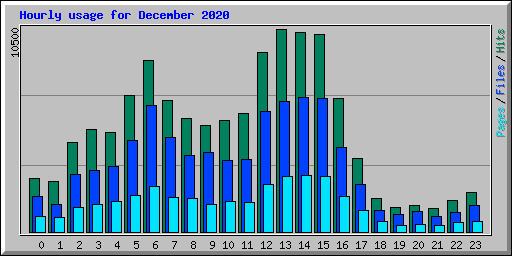 Hourly usage for December 2020
10500
Pages/Files/Hits
0 1 2 3 4 5 6 7 8 9 10 11 12 13 14 15 16 17 18 19 20 21 22 23